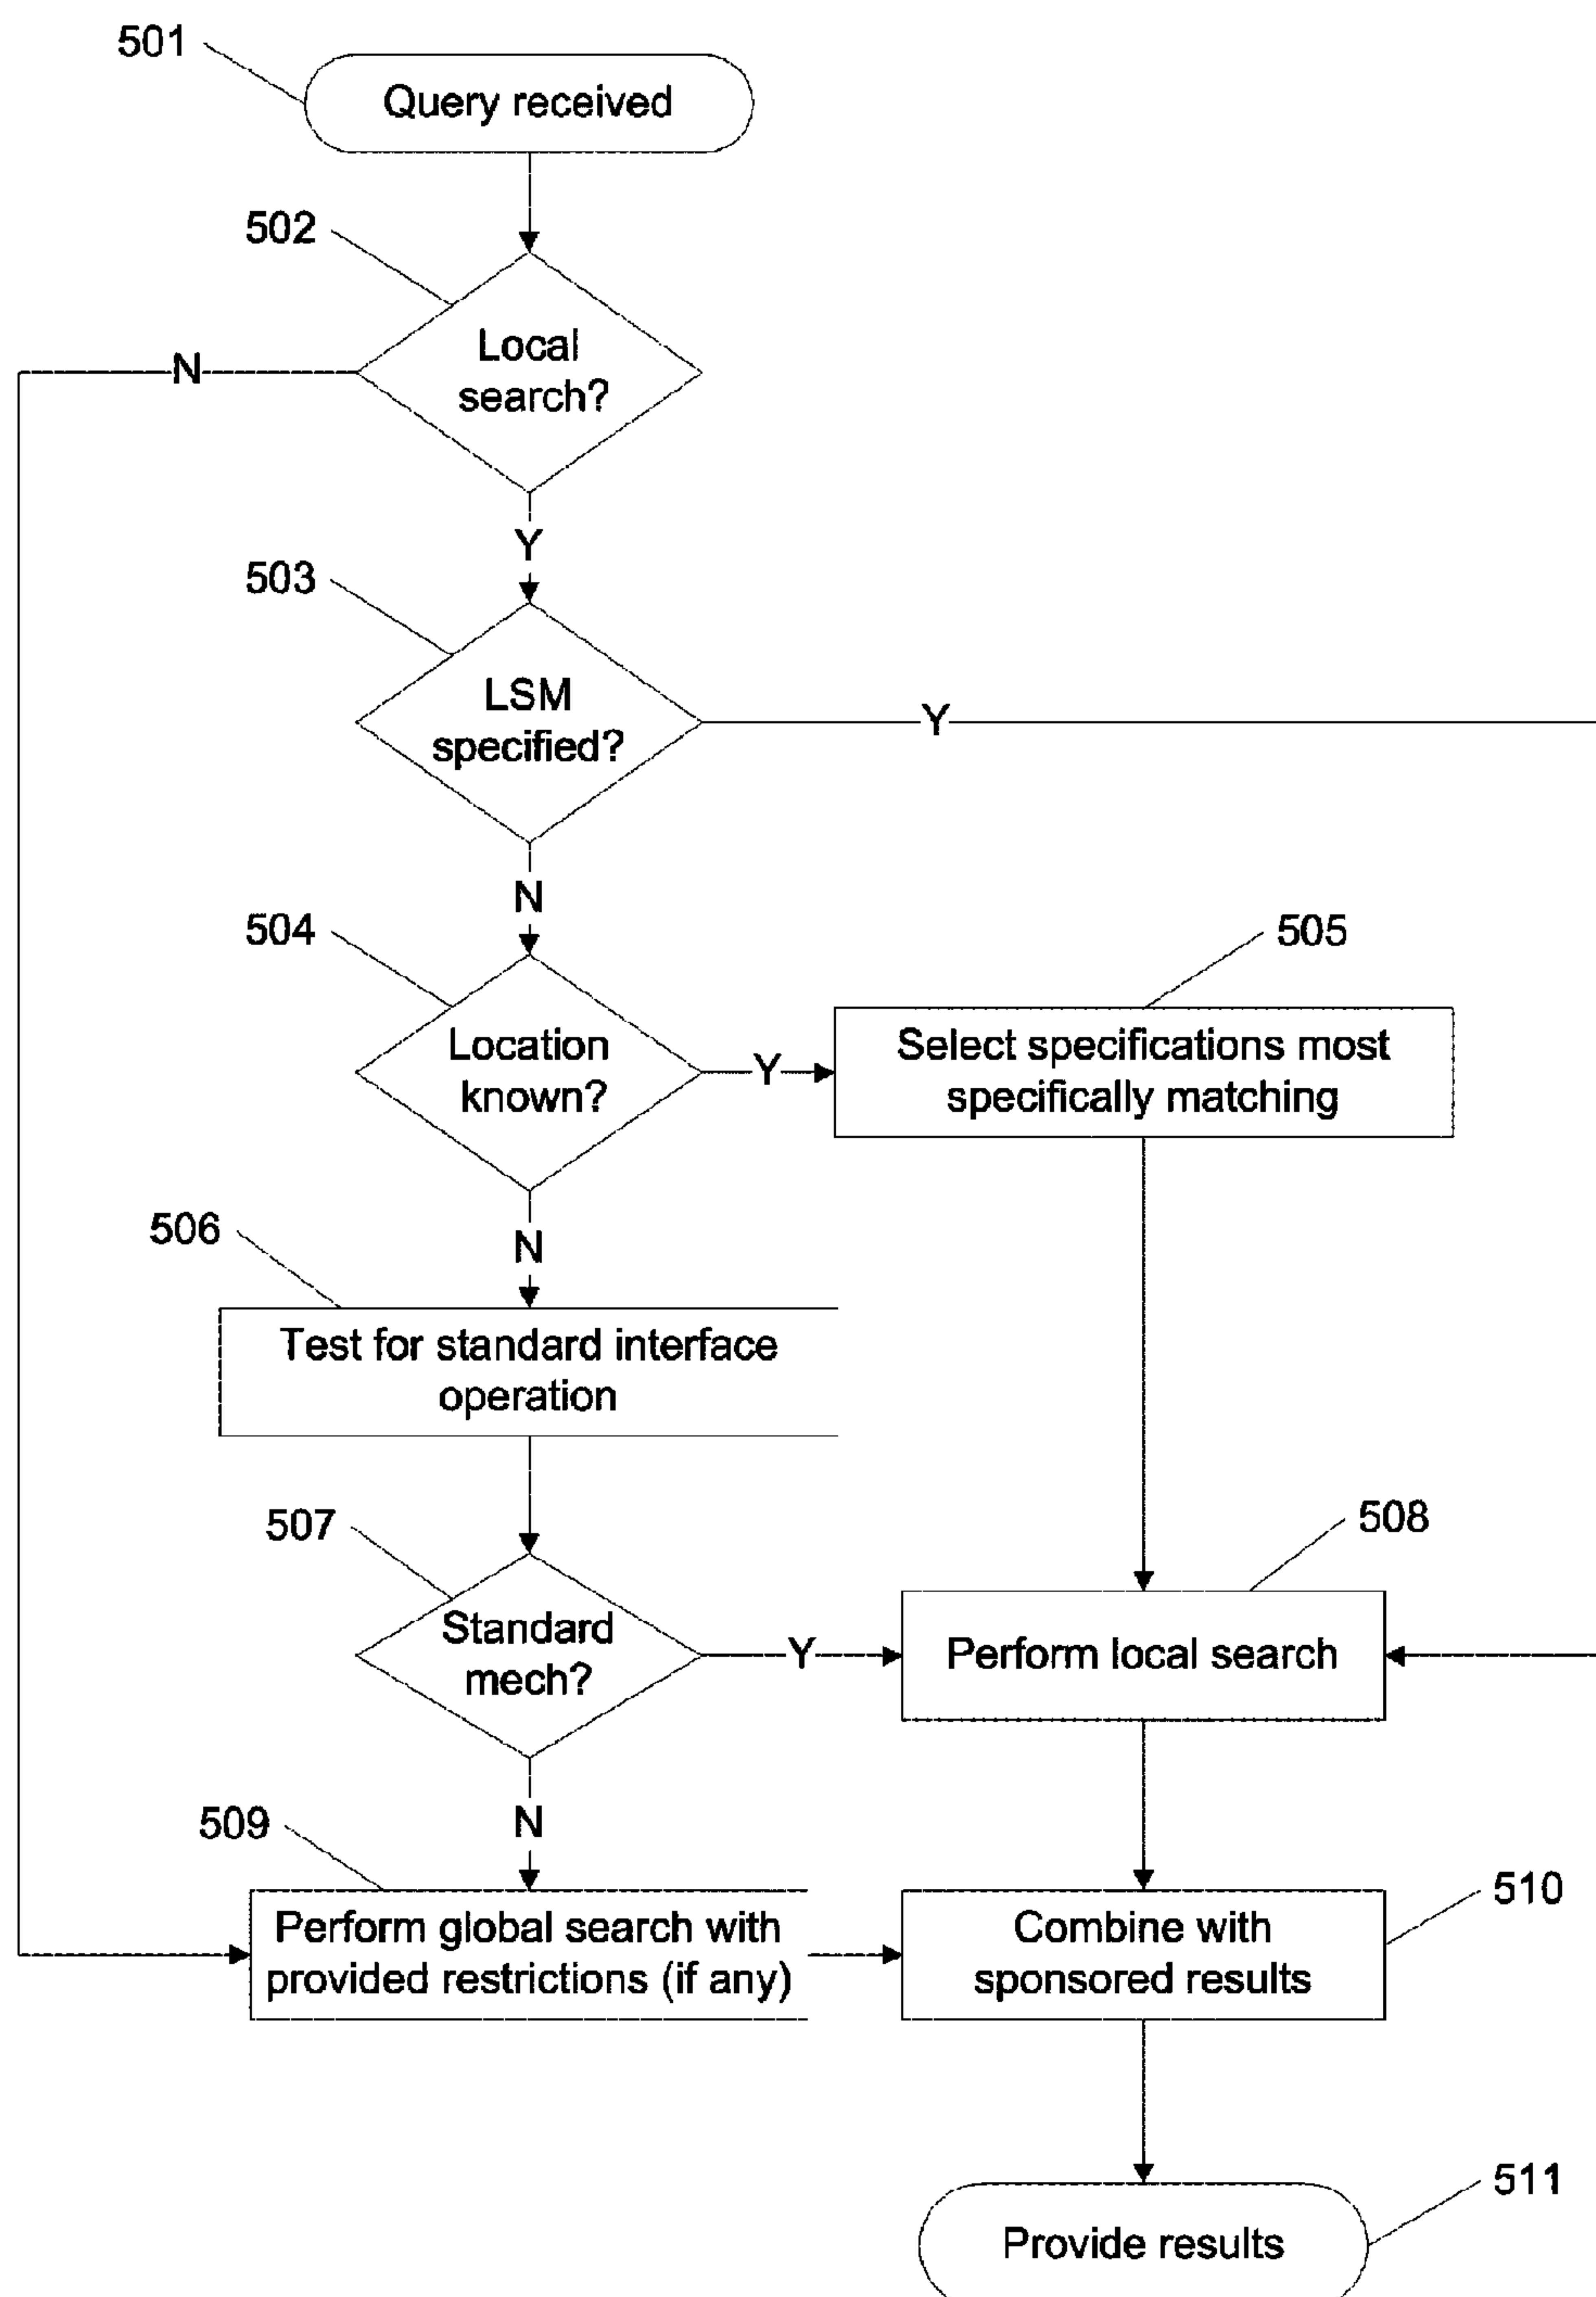 501
Query received
502
Local
search?
N
Y
503
LSM
specified?
Y
N
504
Location
known?
Y
505
Select specifications most
specifically matching
N
506
Test for standard interface
operation
507
Standard
mech?
Y
508
Perform local search
N
509
Perform global search with
provided restrictions (if any)
510
Combine with
sponsored results
511
Provide results